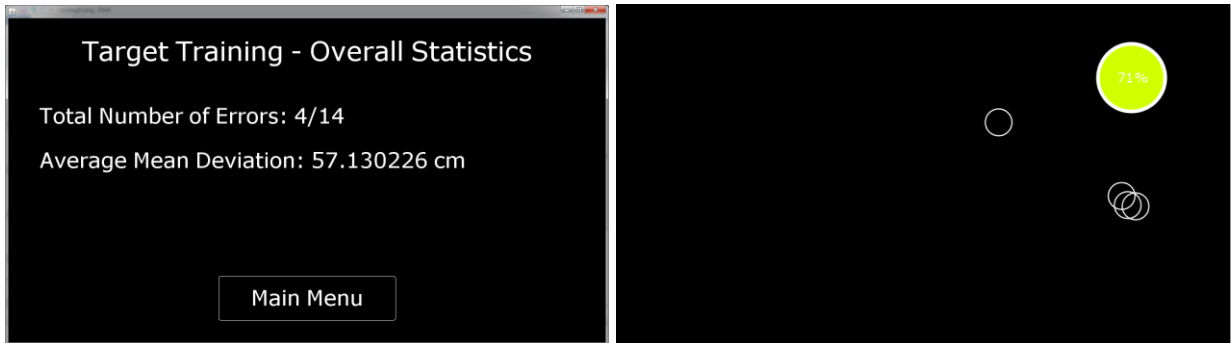 Target Training - Overall Statistics
Total Number of Errors: 4/14
Average Mean Deviation: 57.130226 cm
Main Menu
71%